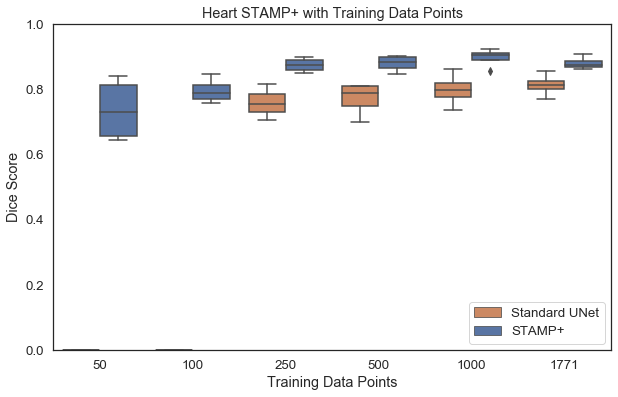 Heart STAMP+ with Training Data Points
1.0
0.8
0.6
0.4
0.2
0.0
Dice Score
50 100 250 500 1000 1771
Training Data Points
Standard UNet
STAMP+